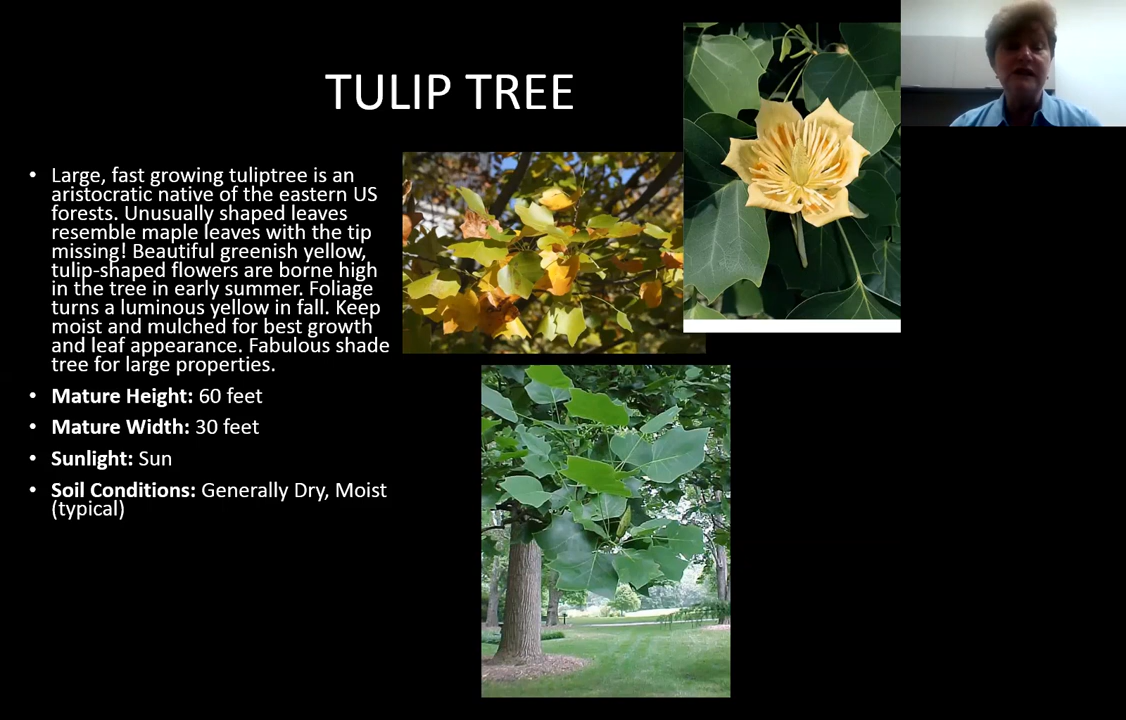 TULIP TREE
• Large, fast growing tuliptree is an
aristocratic native of the eastern US
forests. Unusually shaped leaves
resemble maple leaves with the tip
missing! Beautiful greenish yellow,
tulip-shaped flowers are borne high
in the tree in early summer. Foliage
turns a luminous yellow in fall. Keep
moist and mulched for best growth
and leaf appearance. Fabulous shade
tree for large properties.
• Mature Height: 60 feet
• Mature Width: 30 feet
• Sunlight: Sun
• Soil Conditions: Generally Dry, Moist
(typical)